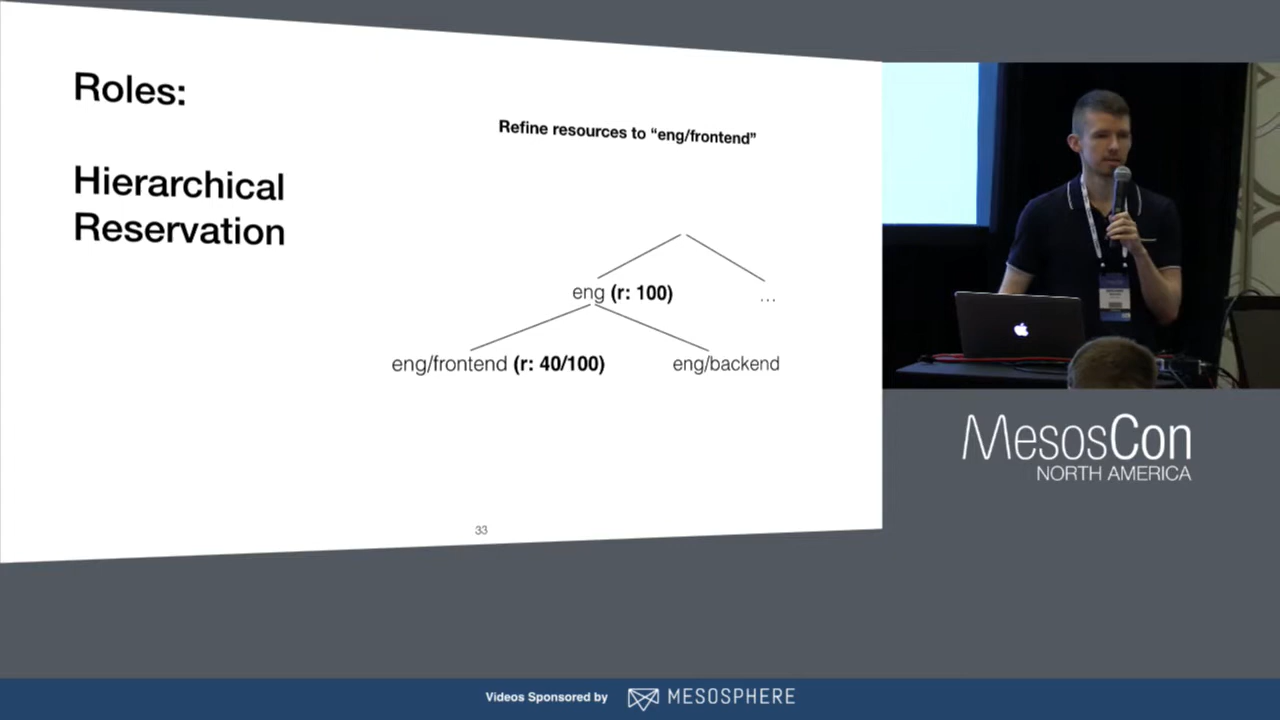 Roles:
Hierarchical
Reservation
Refine resources to “eng/frontend”
eng (r: 100)
...
eng/frontend (r: 40/100)
eng/backend
33
MesosCon
NORTH AMERICA
Videos Sponsored by MESOSPHERE